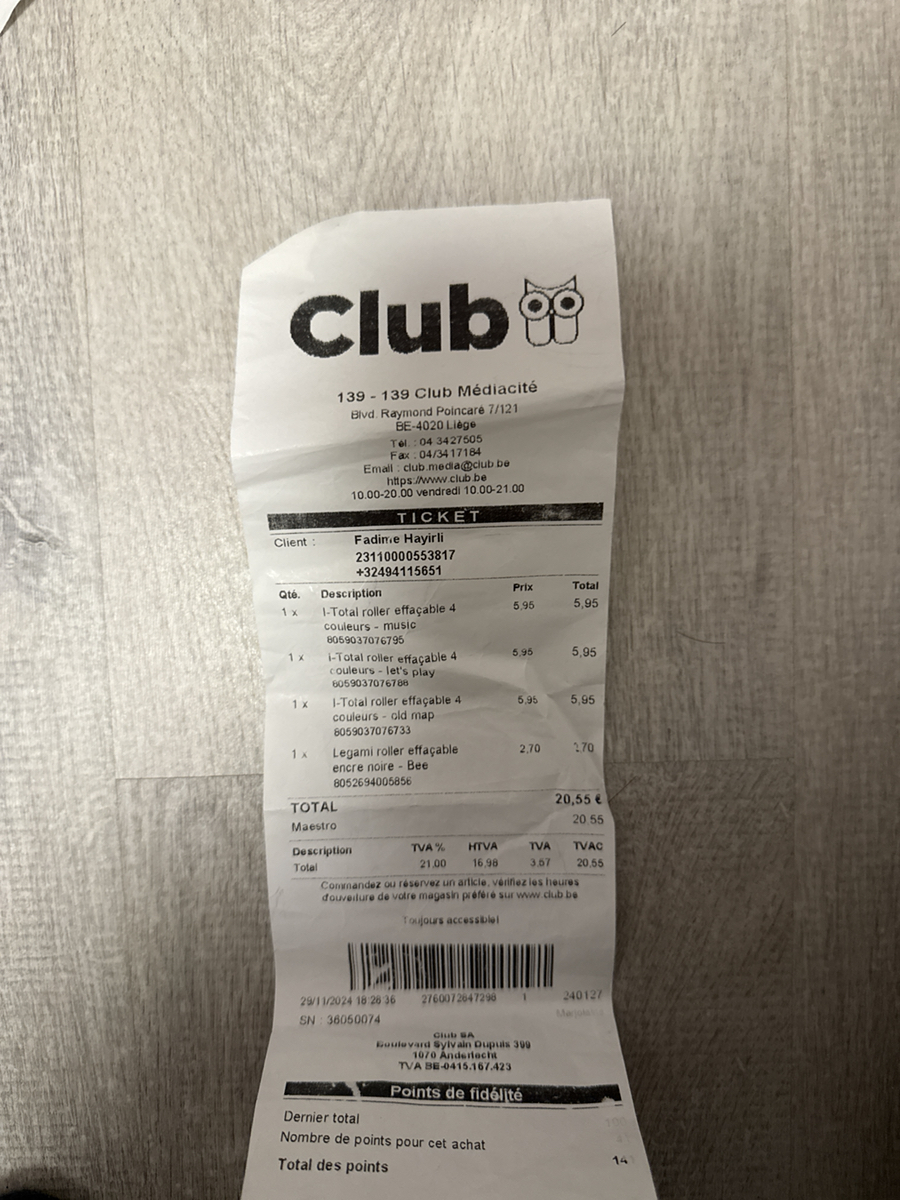 Club
139 - 139 Club Médiacité
Blvd. Raymond Poincaré 7/121
BE-4020 Liège
Tél. : 04 3427505
Fax : 04/3417184
Email : club.media@club.be
https://www.club.be
10.00-20.00 vendredi 10.00-21.00
TICKET
Client : Fadime Hayirli
23110000553817
+32494115651
Qté. Description Prix Total
1 x I-Total roller effaçable 4 5,95 5,95
couleurs - music
8059037076795
1 x I-Total roller effaçable 4 5,95 5,95
couleurs - let's play
8059037076788
1 x I-Total roller effaçable 4 5,95 5,95
couleurs - old map
8059037076733
1 x Legami roller effaçable 2,70 2,70
encre noire - Bee
8052694005856
TOTAL 20,55 €
Maestro 20.55
Description TVA % HTVA TVA TVAC
Total 21.00 16,98 3.57 20,55
Commandez ou réservez un article, vérifiez les heures
d'ouverture de votre magasin préféré sur www.club.be
Toujours accessible!
29/11/2024 18:28:36 2760072847298 1 240127
SN : 36050074 Maestro
Club SA
Boulevard Sylvain Dupuis 399
1070 Anderlecht
TVA BE-0415.167.423
Points de fidélité
Dernier total
Nombre de points pour cet achat
Total des points